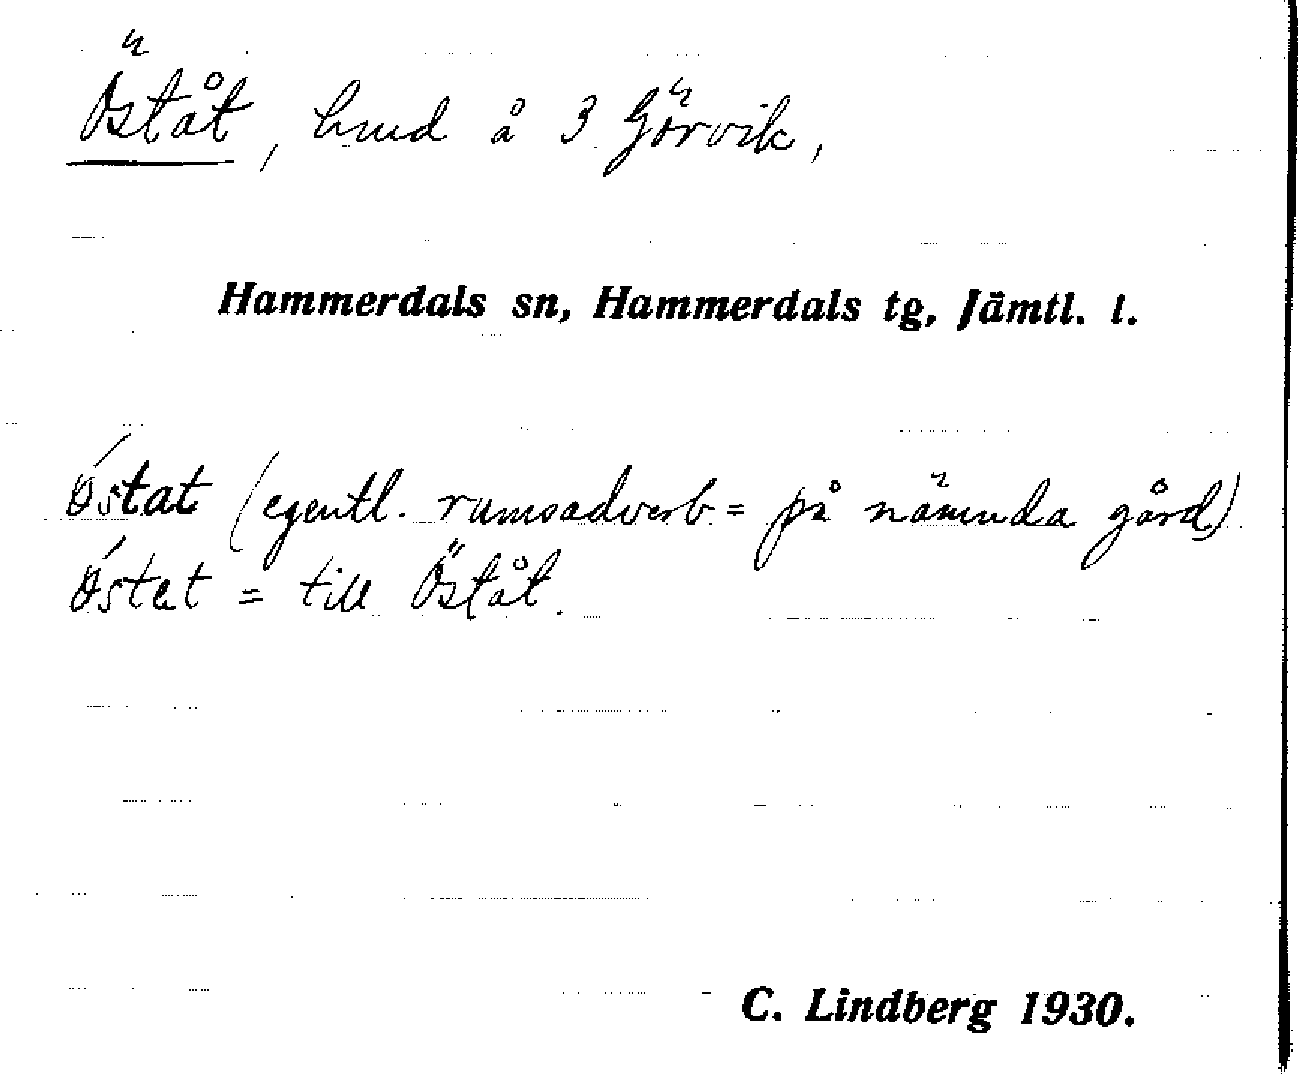 Öståt, hmd å 3 Görvik,
Hammerdals sn, Hammerdals tg, Jämtl. l.
östat (egentl. rumsadverb = på nämnda gård)
östat = till Öståt.
C. Lindberg 1930.